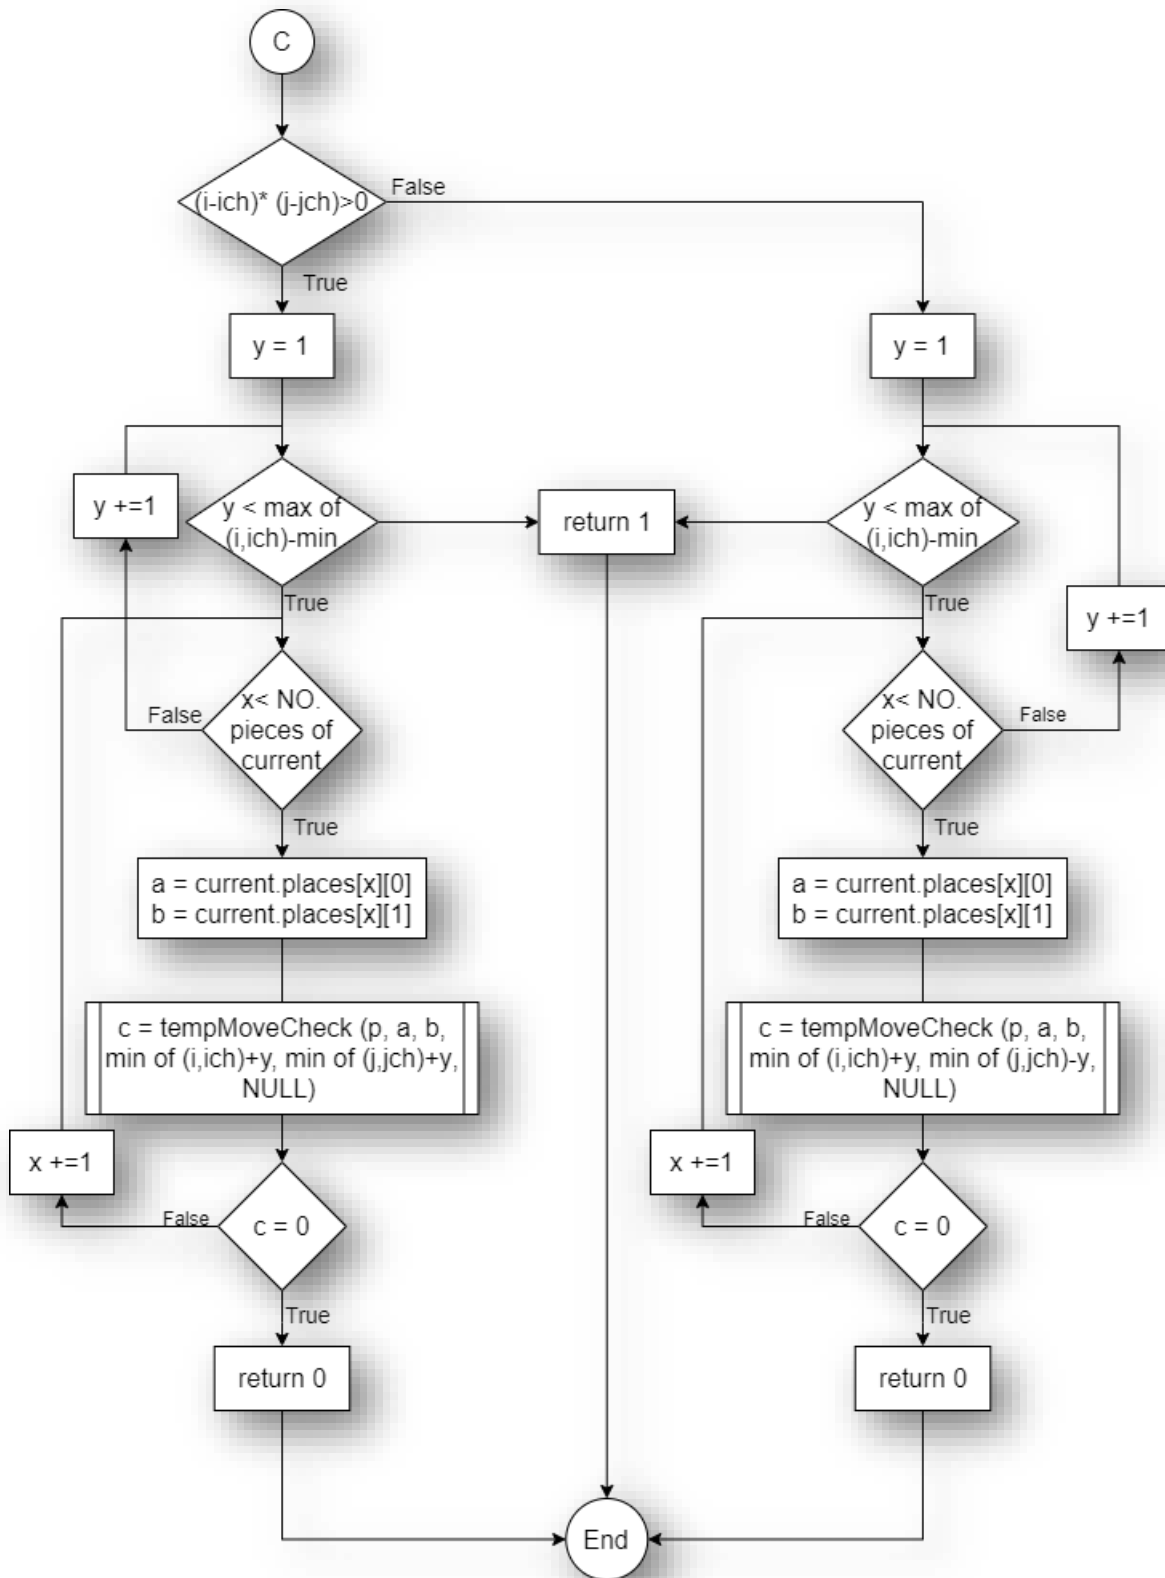 C
(i-ich)* (j-jch)>0
False
True
y = 1
y = 1
y +=1
y < max of
(i,ich)-min
return 1
y < max of
(i,ich)-min
True
True
y +=1
x< NO.
pieces of
current
False
x< NO.
pieces of
current
False
True
True
a = current.places[x][0]
b = current.places[x][1]
a = current.places[x][0]
b = current.places[x][1]
c = tempMoveCheck (p, a, b,
min of (i,ich)+y, min of (j,jch)+y,
NULL)
c = tempMoveCheck (p, a, b,
min of (i,ich)+y, min of (j,jch)-y,
NULL)
x +=1
x +=1
False
c = 0
False
c = 0
True
True
return 0
return 0
End